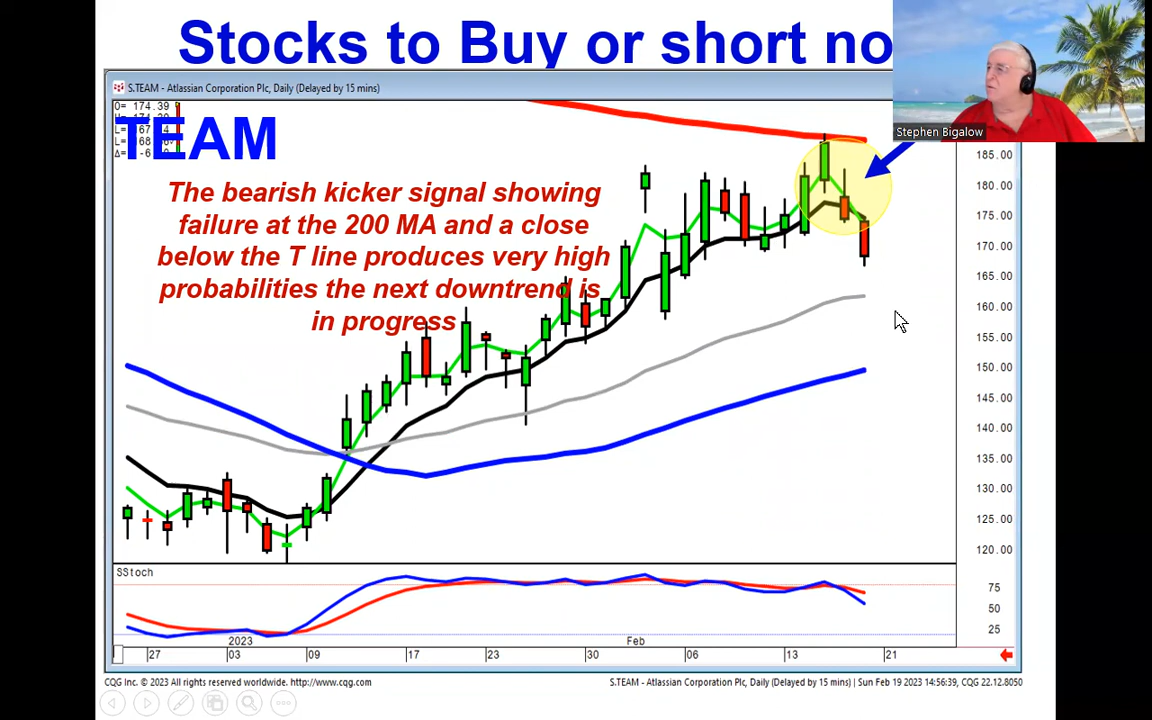 Stocks to Buy or short no
S.TEAM - Atlassian Corporation Plc, Daily (Delayed by 15 mins)
O= 174.39
TEAM
Stephen Bigalow
The bearish kicker signal showing
failure at the 200 MA and a close
below the T line produces very high
probabilities the next downtrend is
in progress
185.00
180.00
175.00
170.00
165.00
160.00
155.00
150.00
145.00
140.00
135.00
130.00
125.00
120.00
SStoch
75
50
25
2023
Feb
27
03
09
17
23
30
06
13
21
CQG Inc. © 2023 All rights reserved worldwide. http://www.cqg.com
S.TEAM - Atlassian Corporation Plc, Daily (Delayed by 15 mins) | Sun Feb 19 2023 14:56:39, CQG 22.12.8050